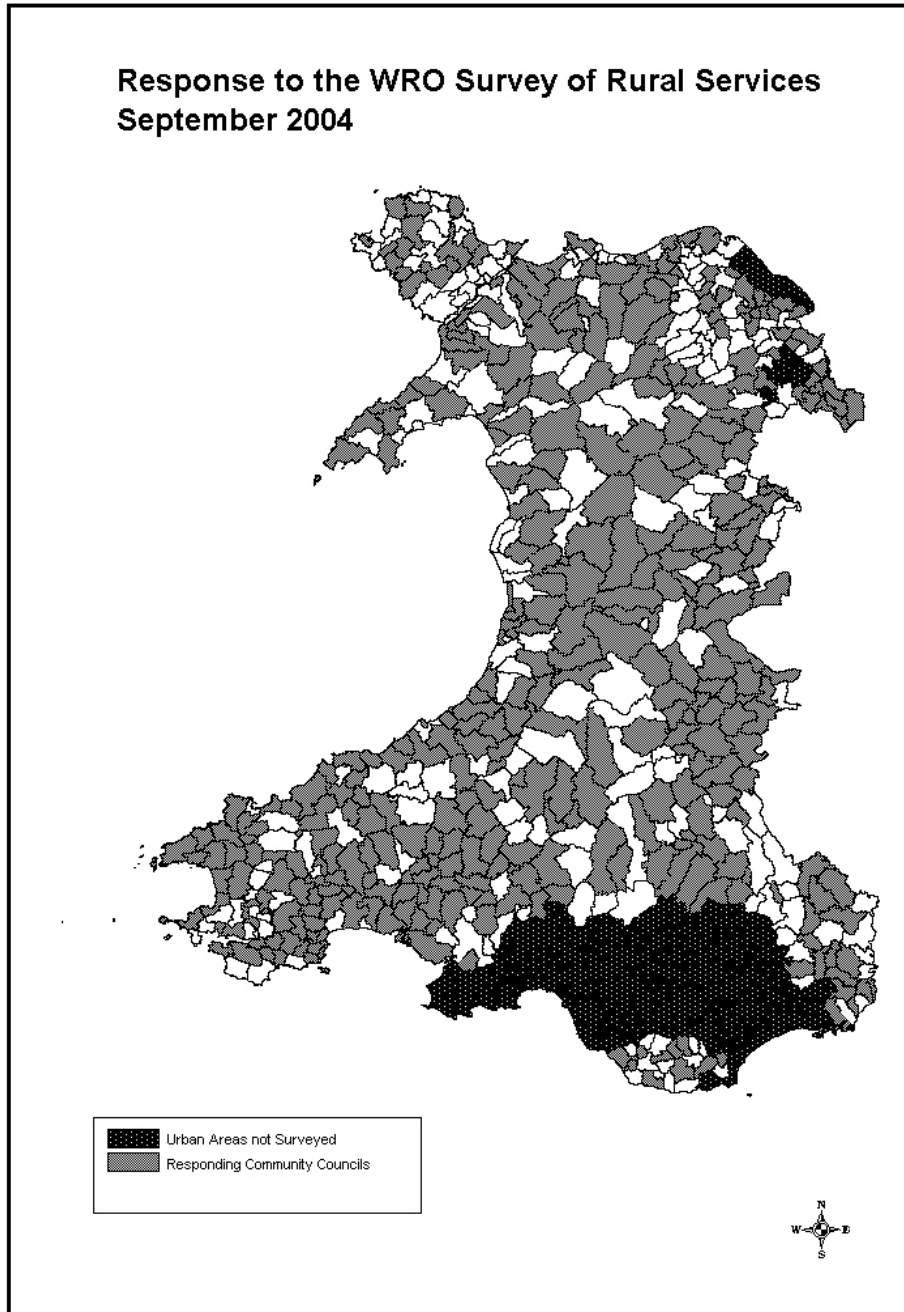 Response to the WRO Survey of Rural Services
September 2004
Urban Areas not Surveyed
Responding Community Councils
N
W E
S